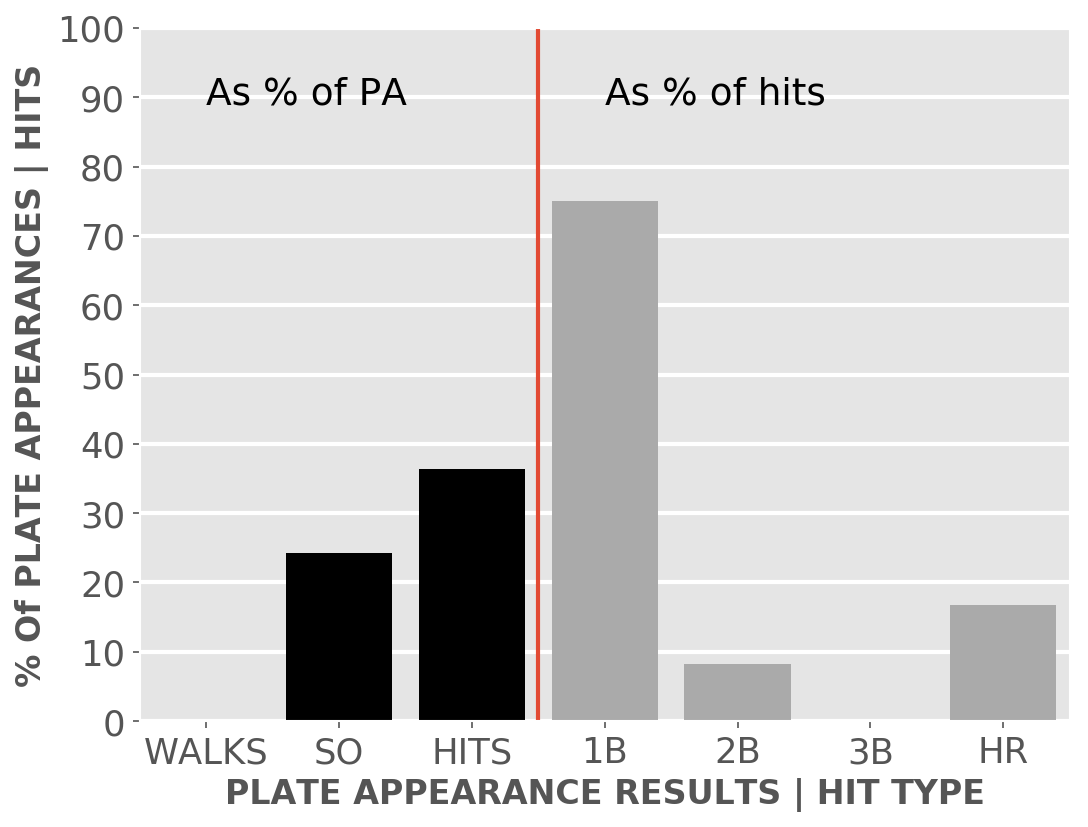 100
90
80
70
60
50
40
30
20
10
0
% Of PLATE APPEARANCES | HITS
As % of PA
As % of hits
WALKS SO HITS 1B 2B 3B HR
PLATE APPEARANCE RESULTS | HIT TYPE